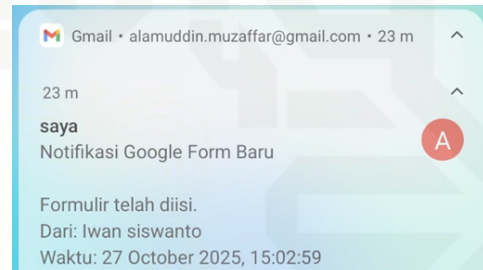 Gmail • alamuddin.muzaffar@gmail.com • 23 m
23 m
saya
Notifikasi Google Form Baru
A
Formulir telah diisi.
Dari: Iwan siswanto
Waktu: 27 October 2025, 15:02:59